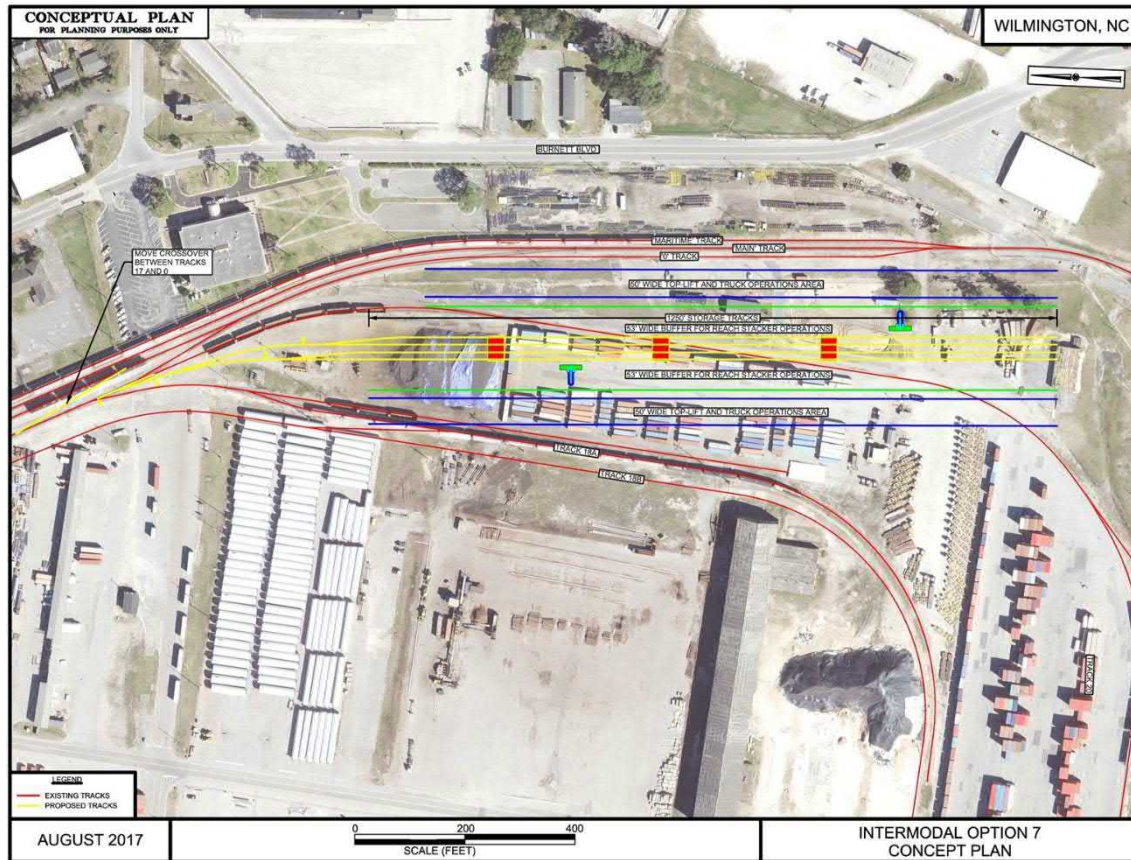 CONCEPTUAL PLAN
FOR PLANNING PURPOSES ONLY
WILMINGTON, NC
BURNETT BLVD
MOVE CROSSOVER
BETWEEN TRACKS
17 AND 0
'MARITIME' TRACK
'MAIN' TRACK
'0' TRACK
50' WIDE TOP-LIFT AND TRUCK OPERATIONS AREA
1250' STORAGE TRACKS
53' WIDE BUFFER FOR REACH STACKER OPERATIONS
53' WIDE BUFFER FOR REACH STACKER OPERATIONS
50' WIDE TOP-LIFT AND TRUCK OPERATIONS AREA
TRACK 18A
TRACK 18B
LEGEND
EXISTING TRACKS
PROPOSED TRACKS
AUGUST 2017
0 200 400
SCALE (FEET)
INTERMODAL OPTION 7
CONCEPT PLAN